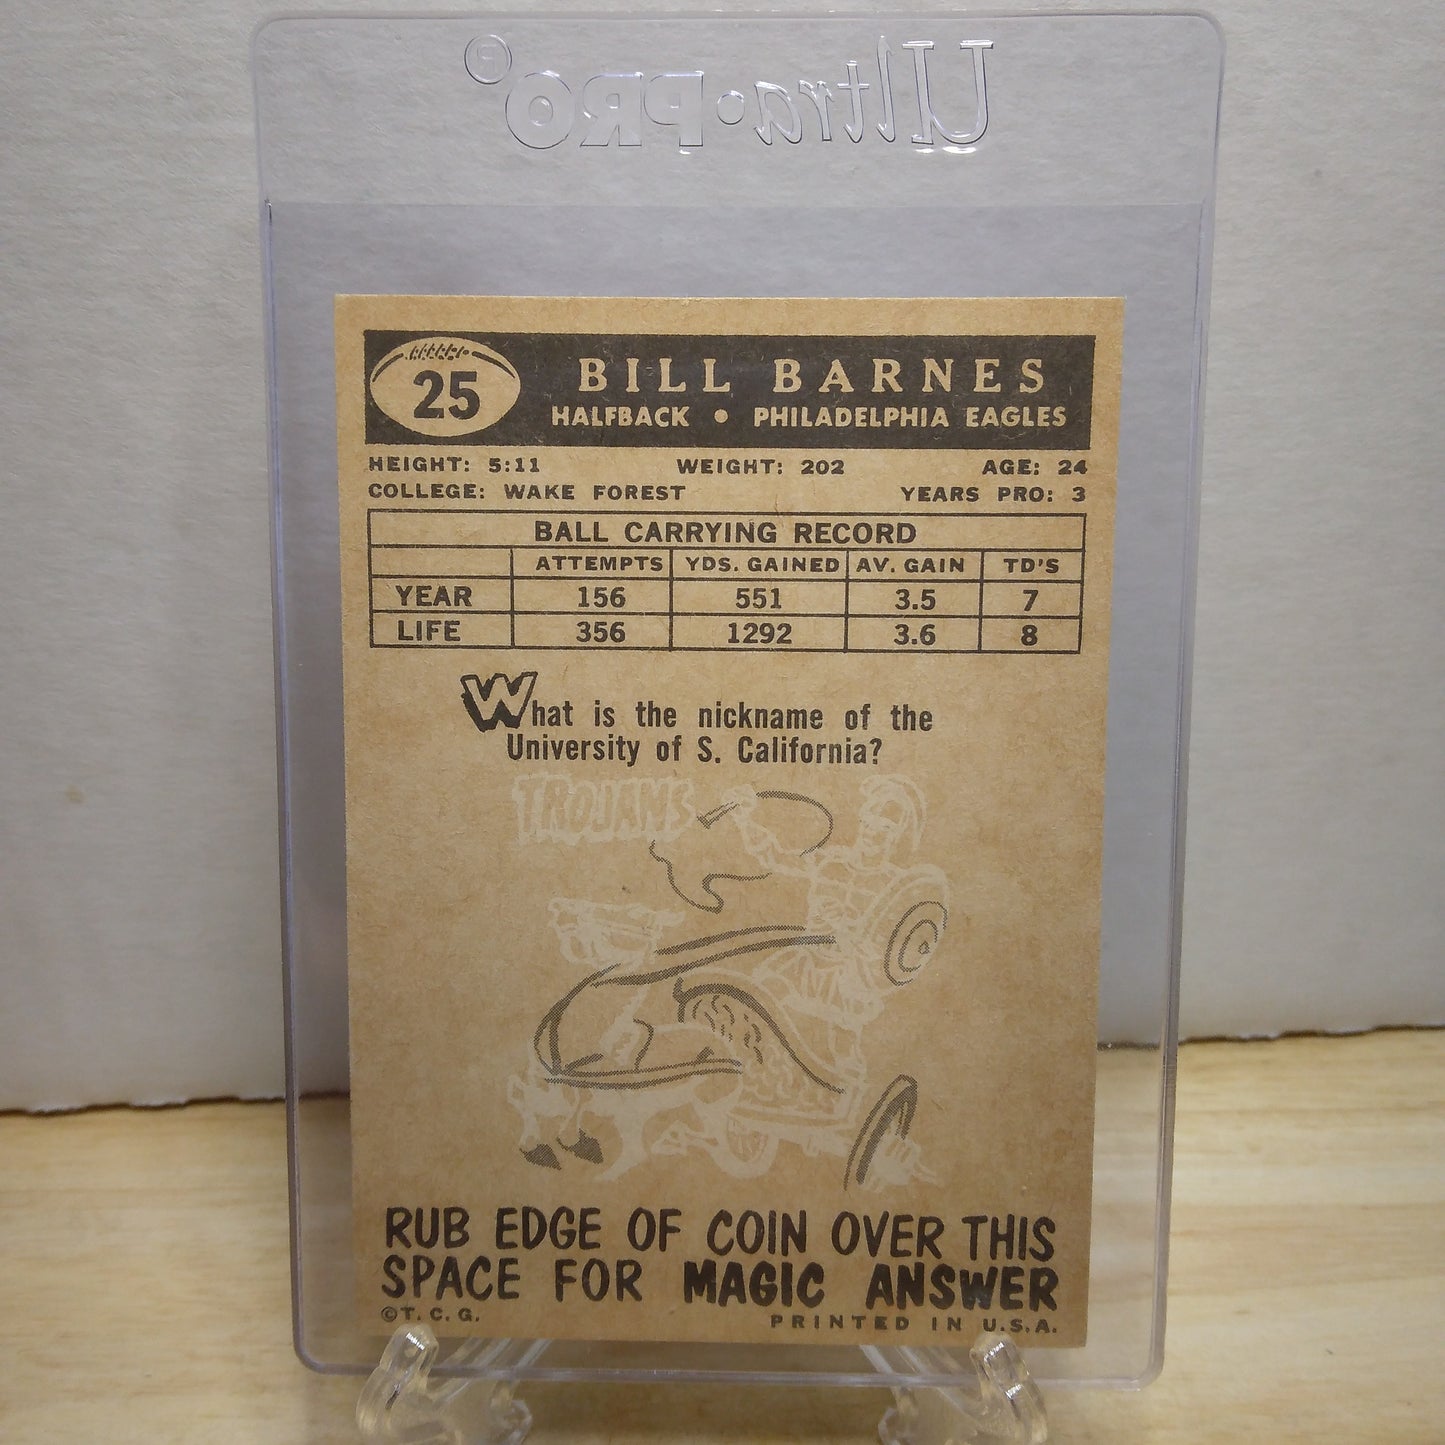 Ultra•PRO®
25
BILL BARNES
HALFBACK • PHILADELPHIA EAGLES
HEIGHT: 5:11 WEIGHT: 202 AGE: 24
COLLEGE: WAKE FOREST YEARS PRO: 3
BALL CARRYING RECORD
ATTEMPTS YDS. GAINED AV. GAIN TD'S
YEAR 156 551 3.5 7
LIFE 356 1292 3.6 8
What is the nickname of the
University of S. California?
TROJANS
RUB EDGE OF COIN OVER THIS
SPACE FOR MAGIC ANSWER
©T. C. G. PRINTED IN U.S.A.